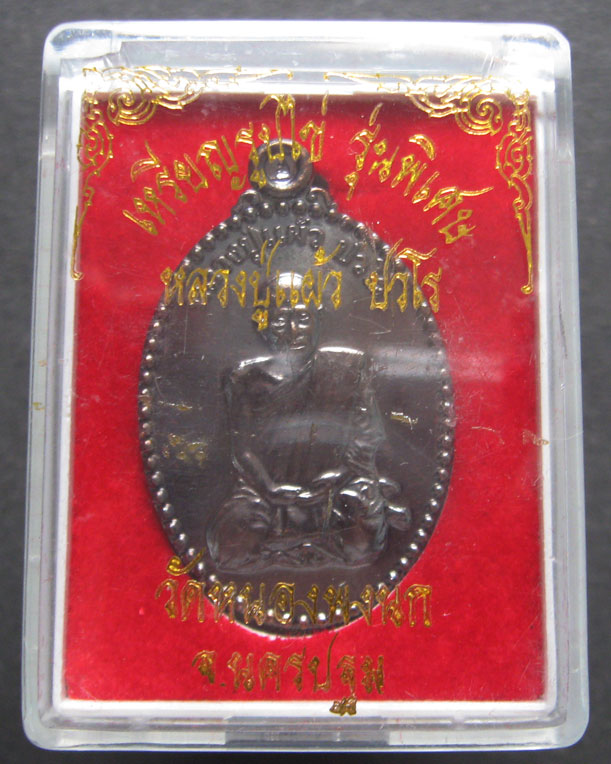 เหรียญรูปไข่ รุ่นพิเศษ
หลวงปู่แผ้ว ปวโร
วัดหนองพงนก
จ.นครปฐม